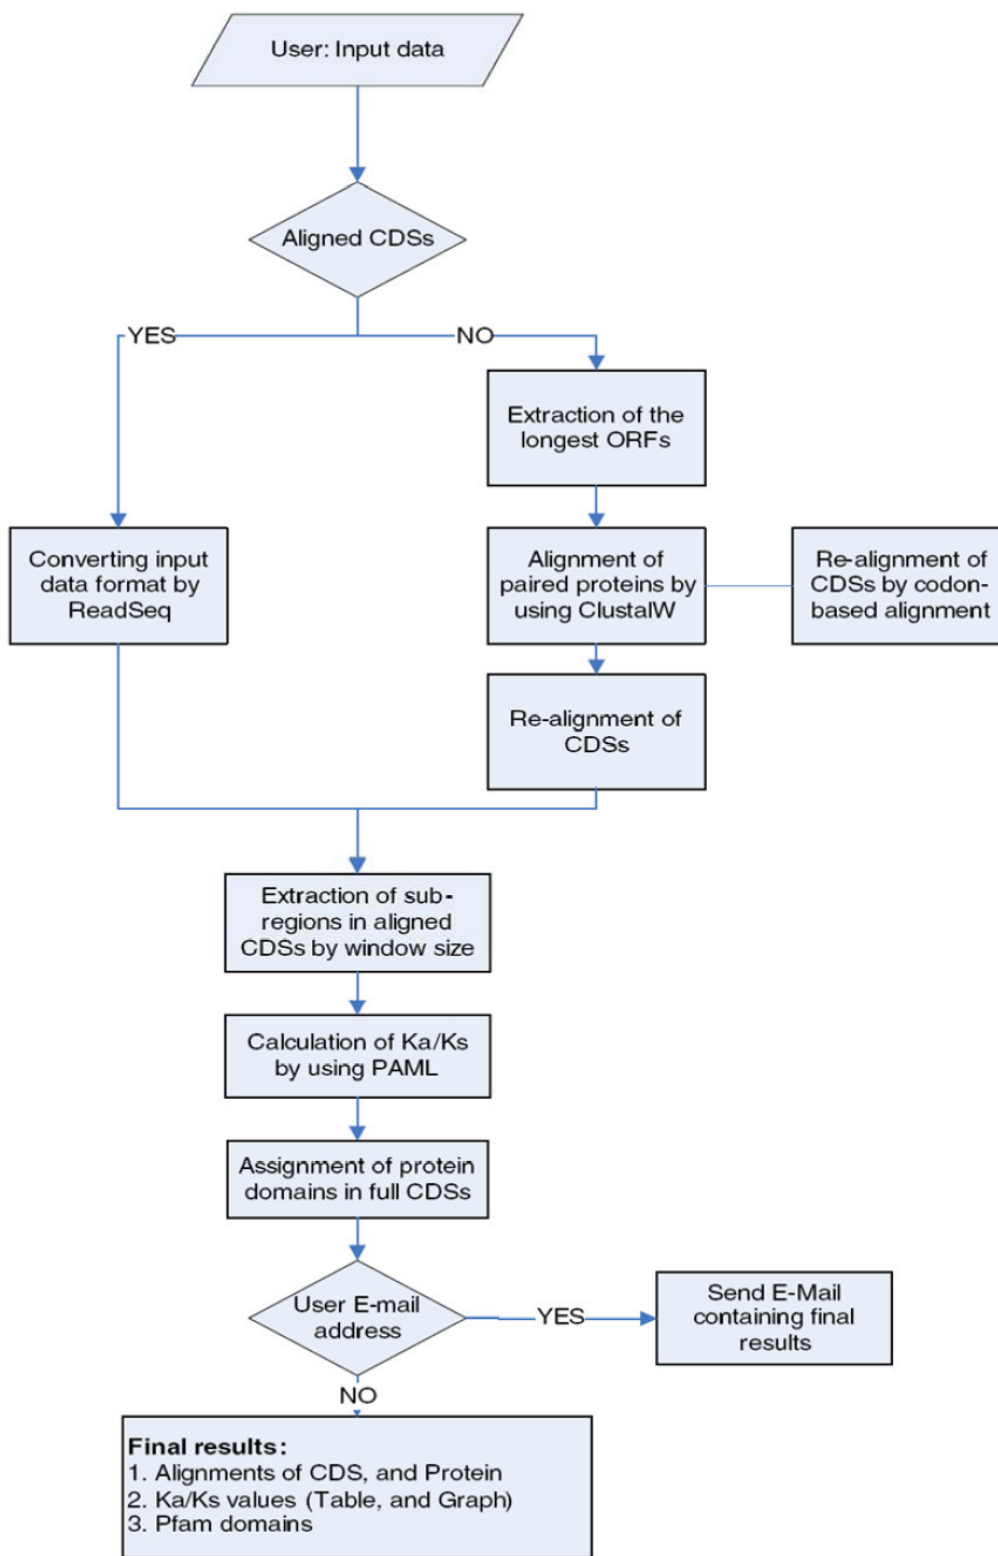 User: Input data
Aligned CDSs
YES
NO
Extraction of the
longest ORFs
Converting input
data format by
ReadSeq
Alignment of
paired proteins by
using ClustalW
Re-alignment of
CDSs by codon-
based alignment
Re-alignment of
CDSs
Extraction of sub-
regions in aligned
CDSs by window size
Calculation of Ka/Ks
by using PAML
Assignment of protein
domains in full CDSs
User E-mail
address
YES
Send E-Mail
containing final
results
NO
Final results:
1. Alignments of CDS, and Protein
2. Ka/Ks values (Table, and Graph)
3. Pfam domains